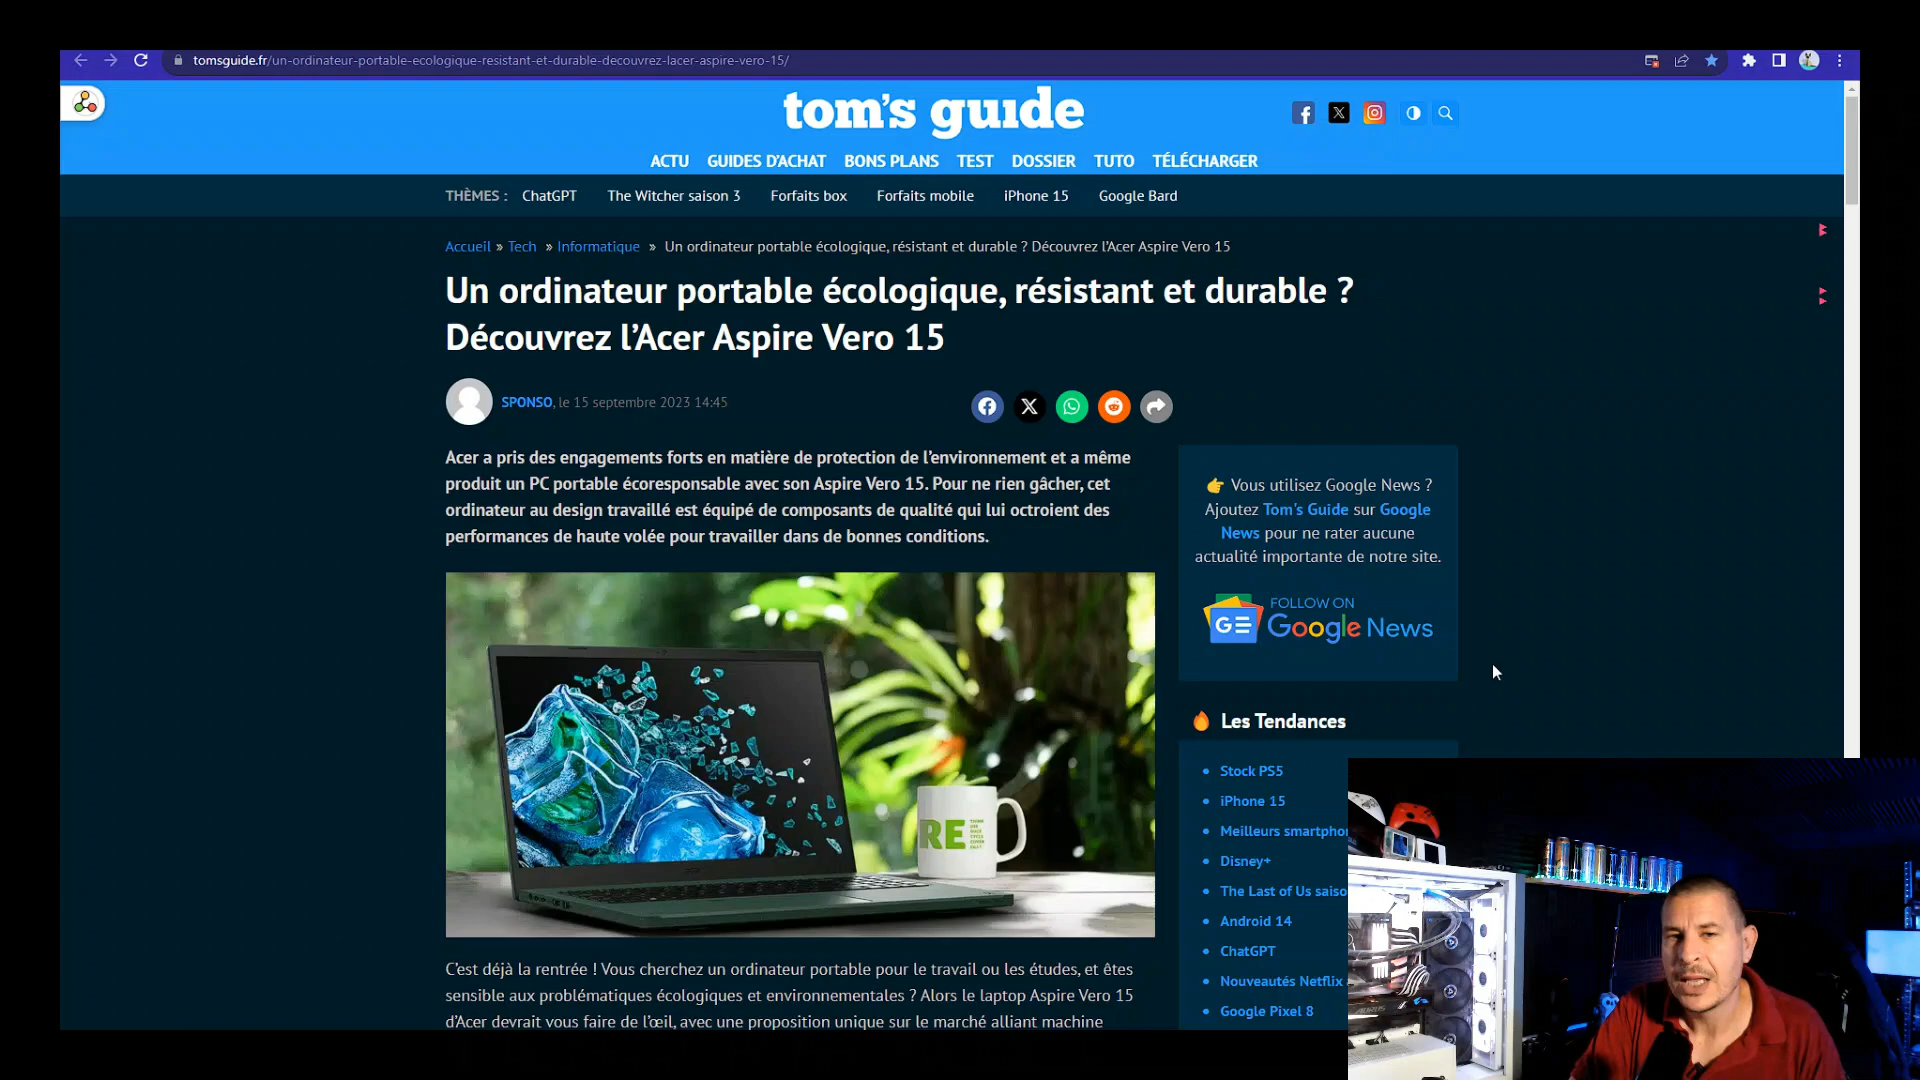 tomsguide.fr/un-ordinateur-portable-ecologique-resistant-et-durable-decouvrez-lacer-aspire-vero-15/
tom's guide
ACTU GUIDES D'ACHAT BONS PLANS TEST DOSSIER TUTO TÉLÉCHARGER
THÈMES : ChatGPT The Witcher saison 3 Forfaits box Forfaits mobile iPhone 15 Google Bard
Accueil » Tech » Informatique » Un ordinateur portable écologique, résistant et durable ? Découvrez l'Acer Aspire Vero 15
Un ordinateur portable écologique, résistant et durable ?
Découvrez l'Acer Aspire Vero 15
SPONSO, le 15 septembre 2023 14:45
Acer a pris des engagements forts en matière de protection de l'environnement et a même
produit un PC portable écoresponsable avec son Aspire Vero 15. Pour ne rien gâcher, cet
ordinateur au design travaillé est équipé de composants de qualité qui lui octroient des
performances de haute volée pour travailler dans de bonnes conditions.
RE
C'est déjà la rentrée ! Vous cherchez un ordinateur portable pour le travail ou les études, et êtes
sensible aux problématiques écologiques et environnementales ? Alors le laptop Aspire Vero 15
d'Acer devrait vous faire de l'œil, avec une proposition unique sur le marché alliant machine
👉 Vous utilisez Google News ?
Ajoutez Tom's Guide sur Google
News pour ne rater aucune
actualité importante de notre site.
GE FOLLOW ON
Google News
🔥 Les Tendances
• Stock PS5
• iPhone 15
• Meilleurs smartpho
• Disney+
• The Last of Us saiso
• Android 14
• ChatGPT
• Nouveautés Netflix
• Google Pixel 8